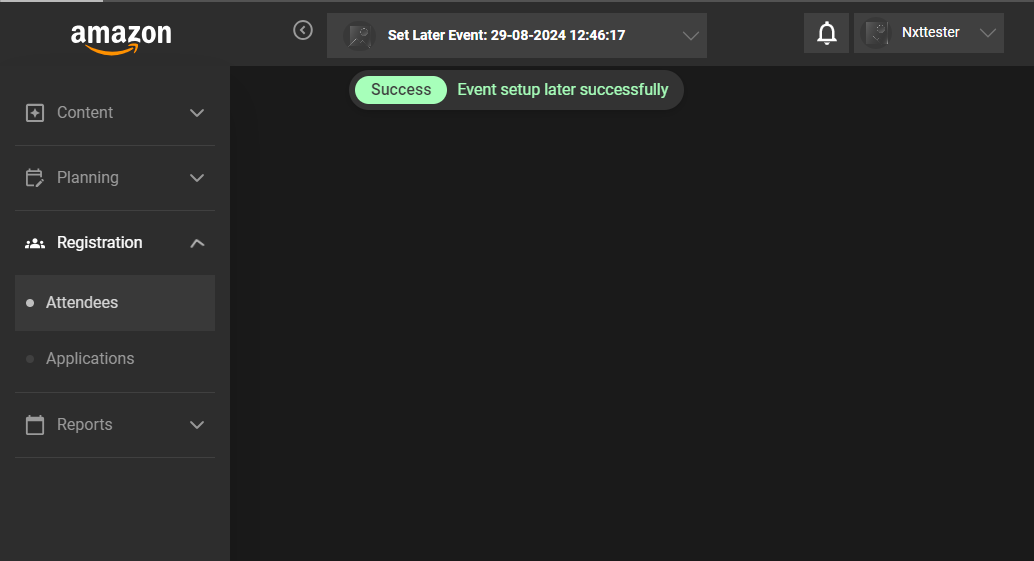 amazon
Set Later Event: 29-08-2024 12:46:17
Nxttester
Success Event setup later successfully
Content
Planning
Registration
Attendees
Applications
Reports